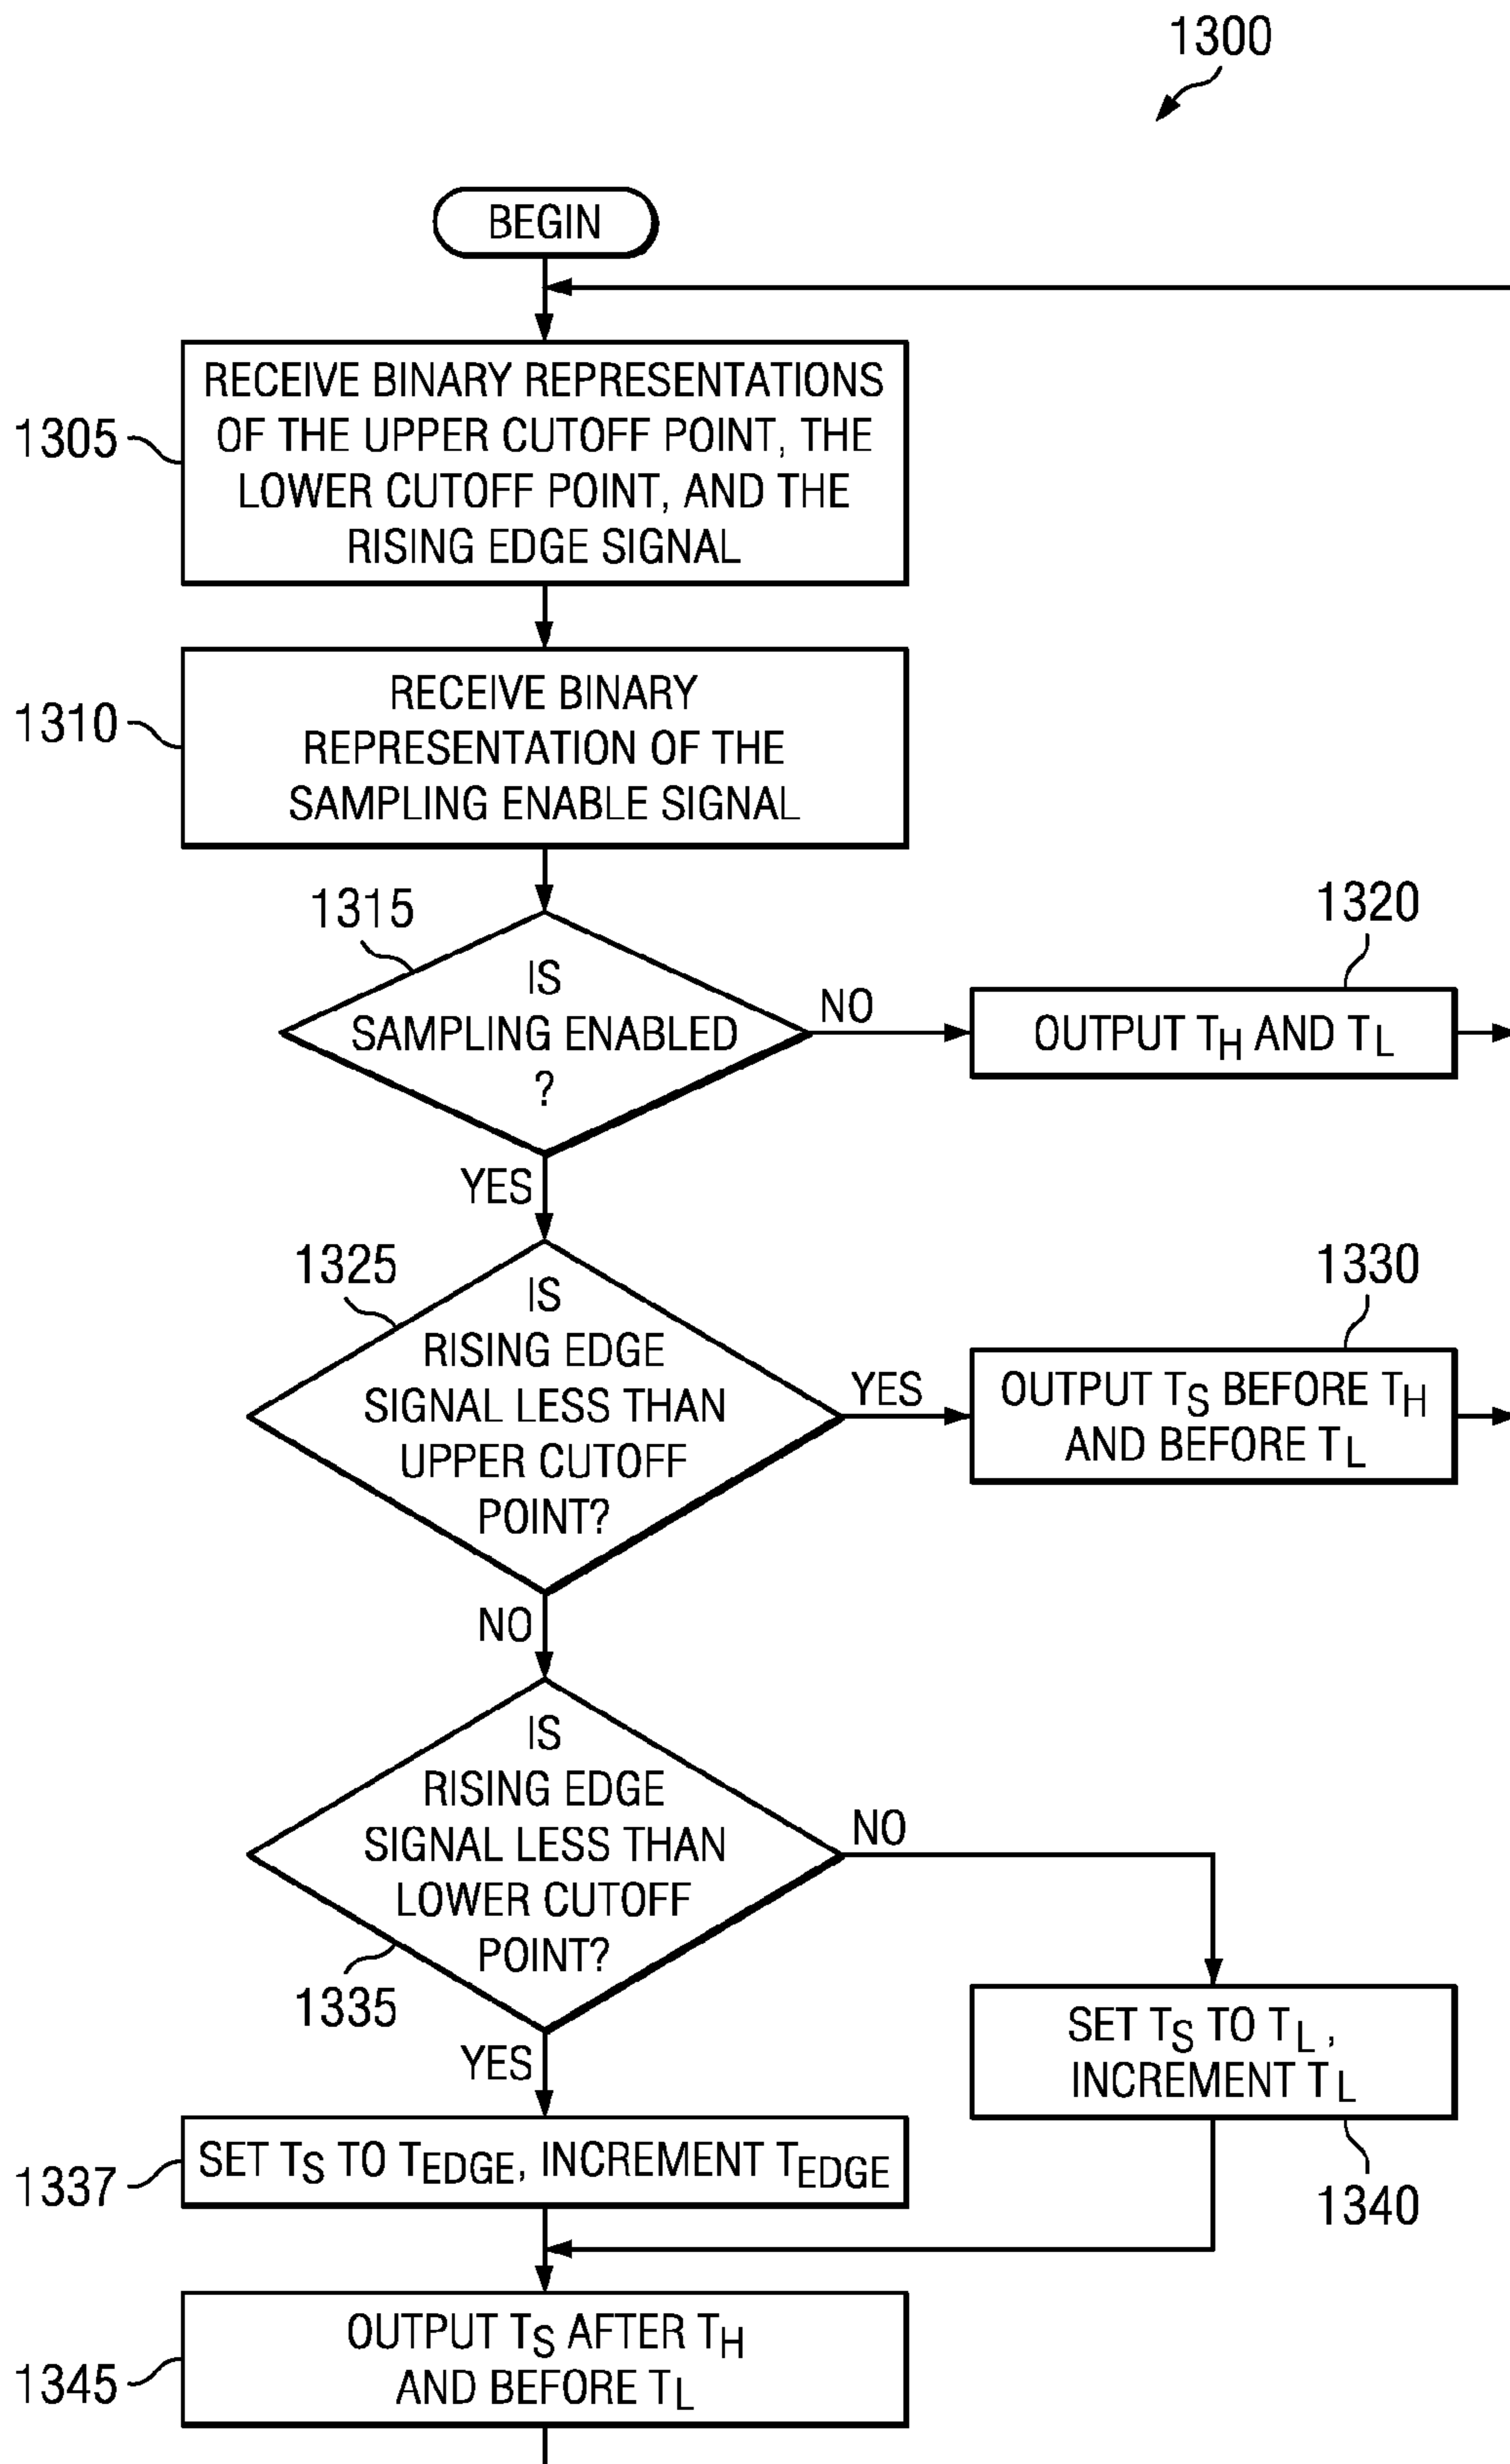 1300
BEGIN
1305
RECEIVE BINARY REPRESENTATIONS
OF THE UPPER CUTOFF POINT, THE
LOWER CUTOFF POINT, AND THE
RISING EDGE SIGNAL
1310
RECEIVE BINARY
REPRESENTATION OF THE
SAMPLING ENABLE SIGNAL
1315
IS
SAMPLING ENABLED
?
NO
1320
OUTPUT TH AND TL
YES
1325
IS
RISING EDGE
SIGNAL LESS THAN
UPPER CUTOFF
POINT?
YES
1330
OUTPUT TS BEFORE TH
AND BEFORE TL
NO
IS
RISING EDGE
SIGNAL LESS THAN
LOWER CUTOFF
POINT?
1335
NO
SET TS TO TL,
INCREMENT TL
1340
YES
1337
SET TS TO TEDGE, INCREMENT TEDGE
1345
OUTPUT TS AFTER TH
AND BEFORE TL